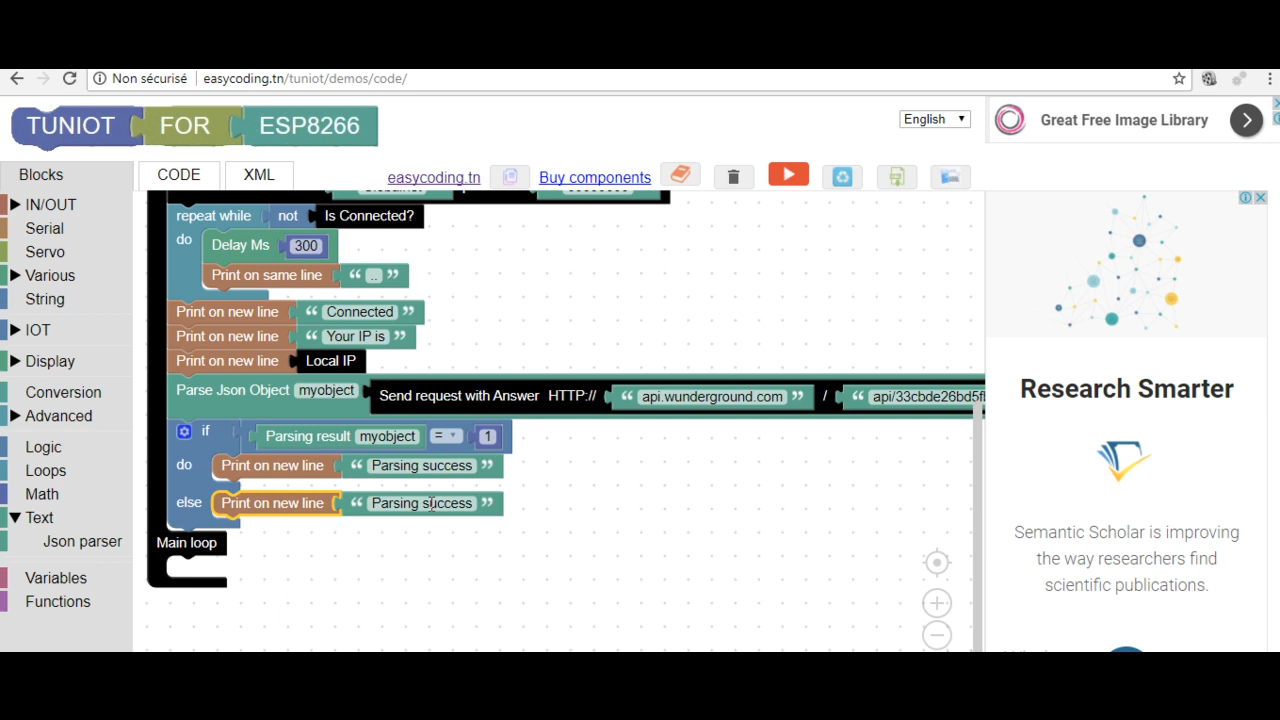 Non sécurisé easycoding.tn/tuniot/demos/code/
TUNIOT FOR ESP8266
English
Great Free Image Library
Blocks
CODE XML easycoding.tn Buy components
IN/OUT
Serial
Servo
Various
String
IOT
Display
Conversion
Advanced
Logic
Loops
Math
Text
Json parser
Variables
Functions
repeat while not Is Connected?
do Delay Ms 300
Print on same line “ .. ”
Print on new line “ Connected ”
Print on new line “ Your IP is ”
Print on new line Local IP
Parse Json Object myobject Send request with Answer HTTP:// “ api.wunderground.com ” / “ api/33cbde26bd5f
if Parsing result myobject = 1
do Print on new line “ Parsing success ”
else Print on new line “ Parsing success ”
Main loop
Research Smarter
Semantic Scholar is improving
the way researchers find
scientific publications.